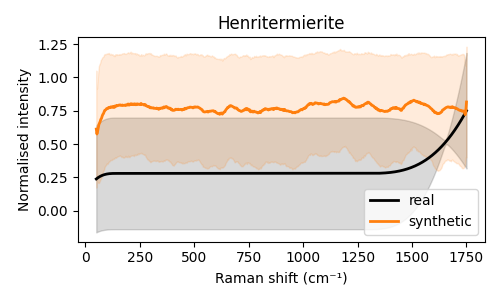 Henritermierite
Normalised intensity
1.25
1.00
0.75
0.50
0.25
0.00
real
synthetic
0 250 500 750 1000 1250 1500 1750
Raman shift (cm⁻¹)